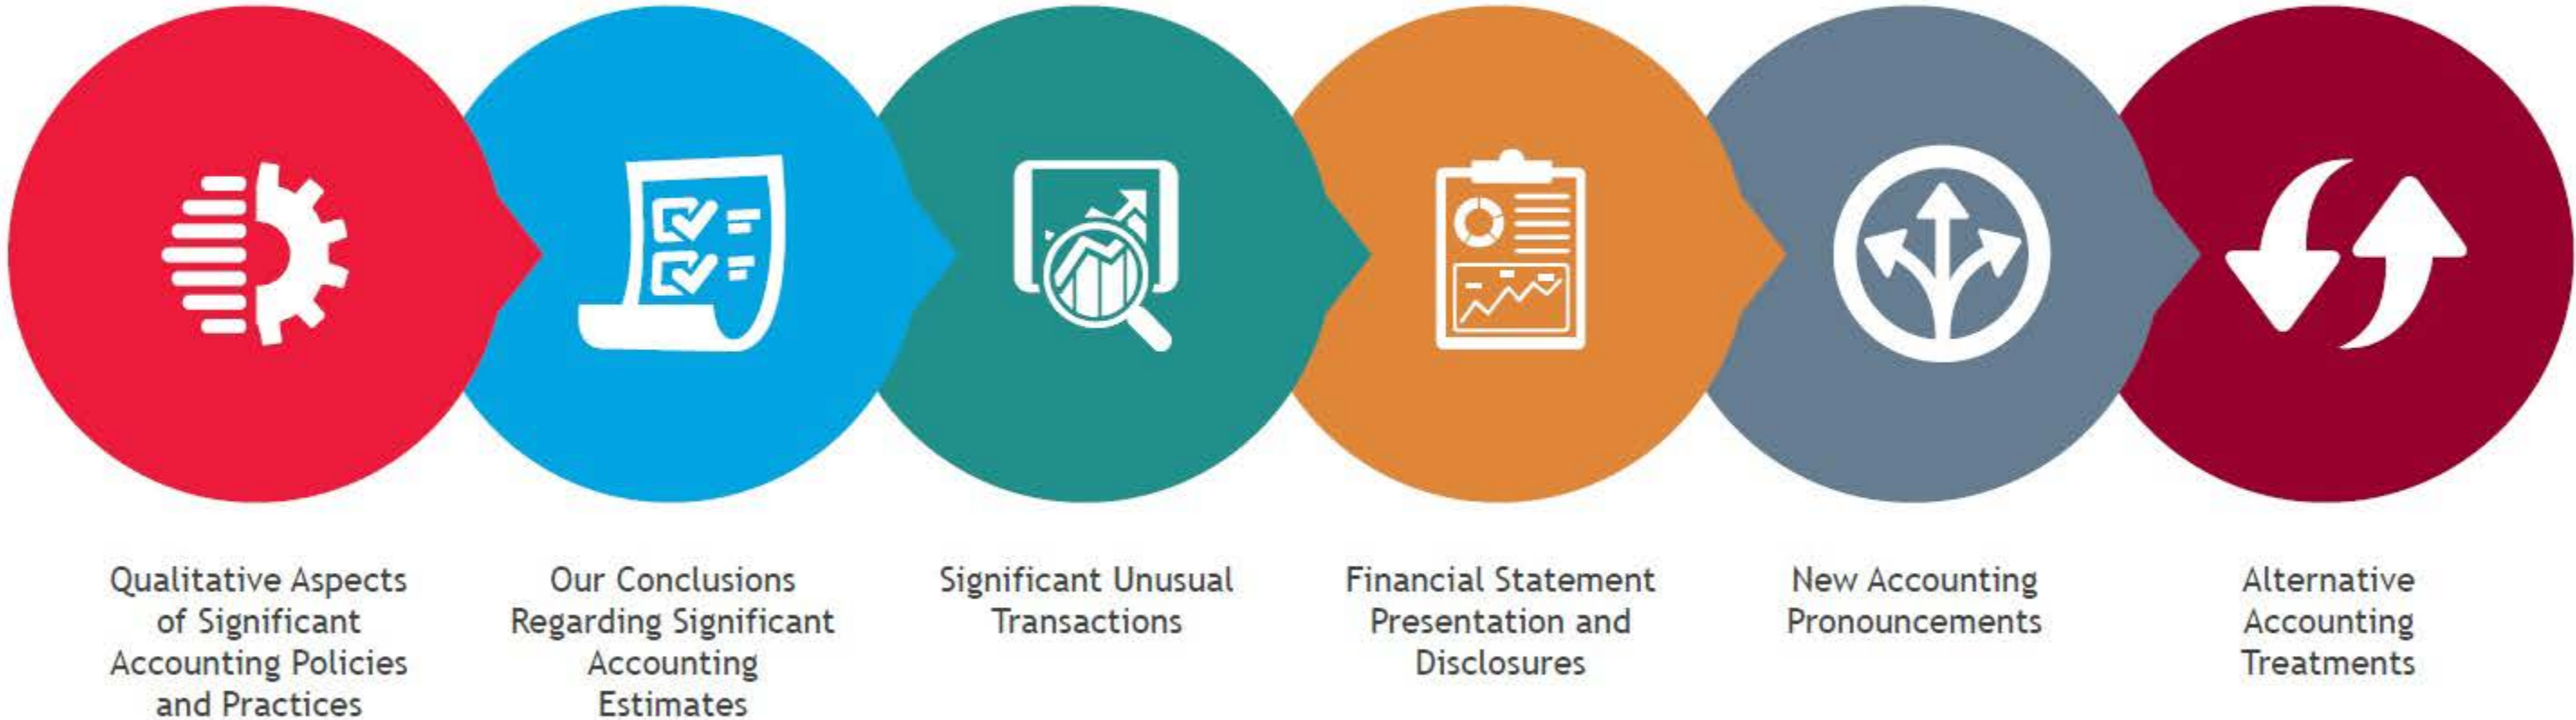 Qualitative Aspects
of Significant
Accounting Policies
and Practices
Our Conclusions
Regarding Significant
Accounting
Estimates
Significant Unusual
Transactions
Financial Statement
Presentation and
Disclosures
New Accounting
Pronouncements
Alternative
Accounting
Treatments